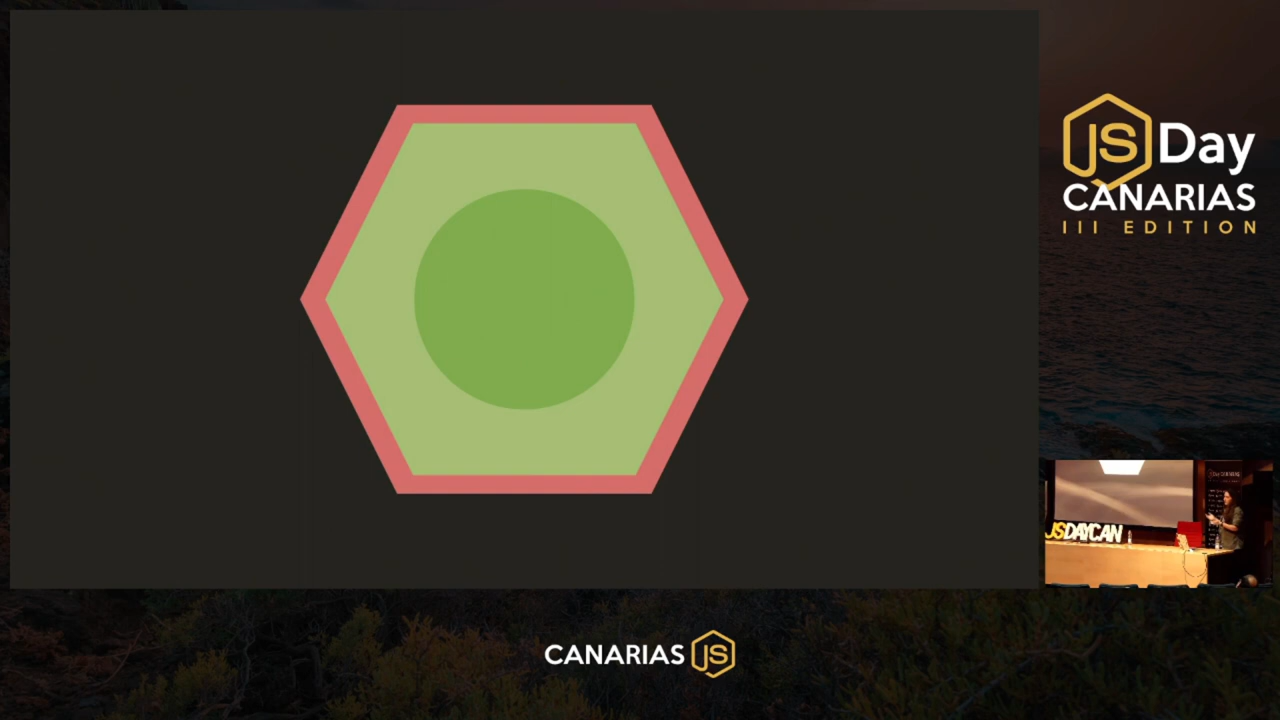 JS Day
CANARIAS
III EDITION
JSDAYCAN
CANARIAS JS